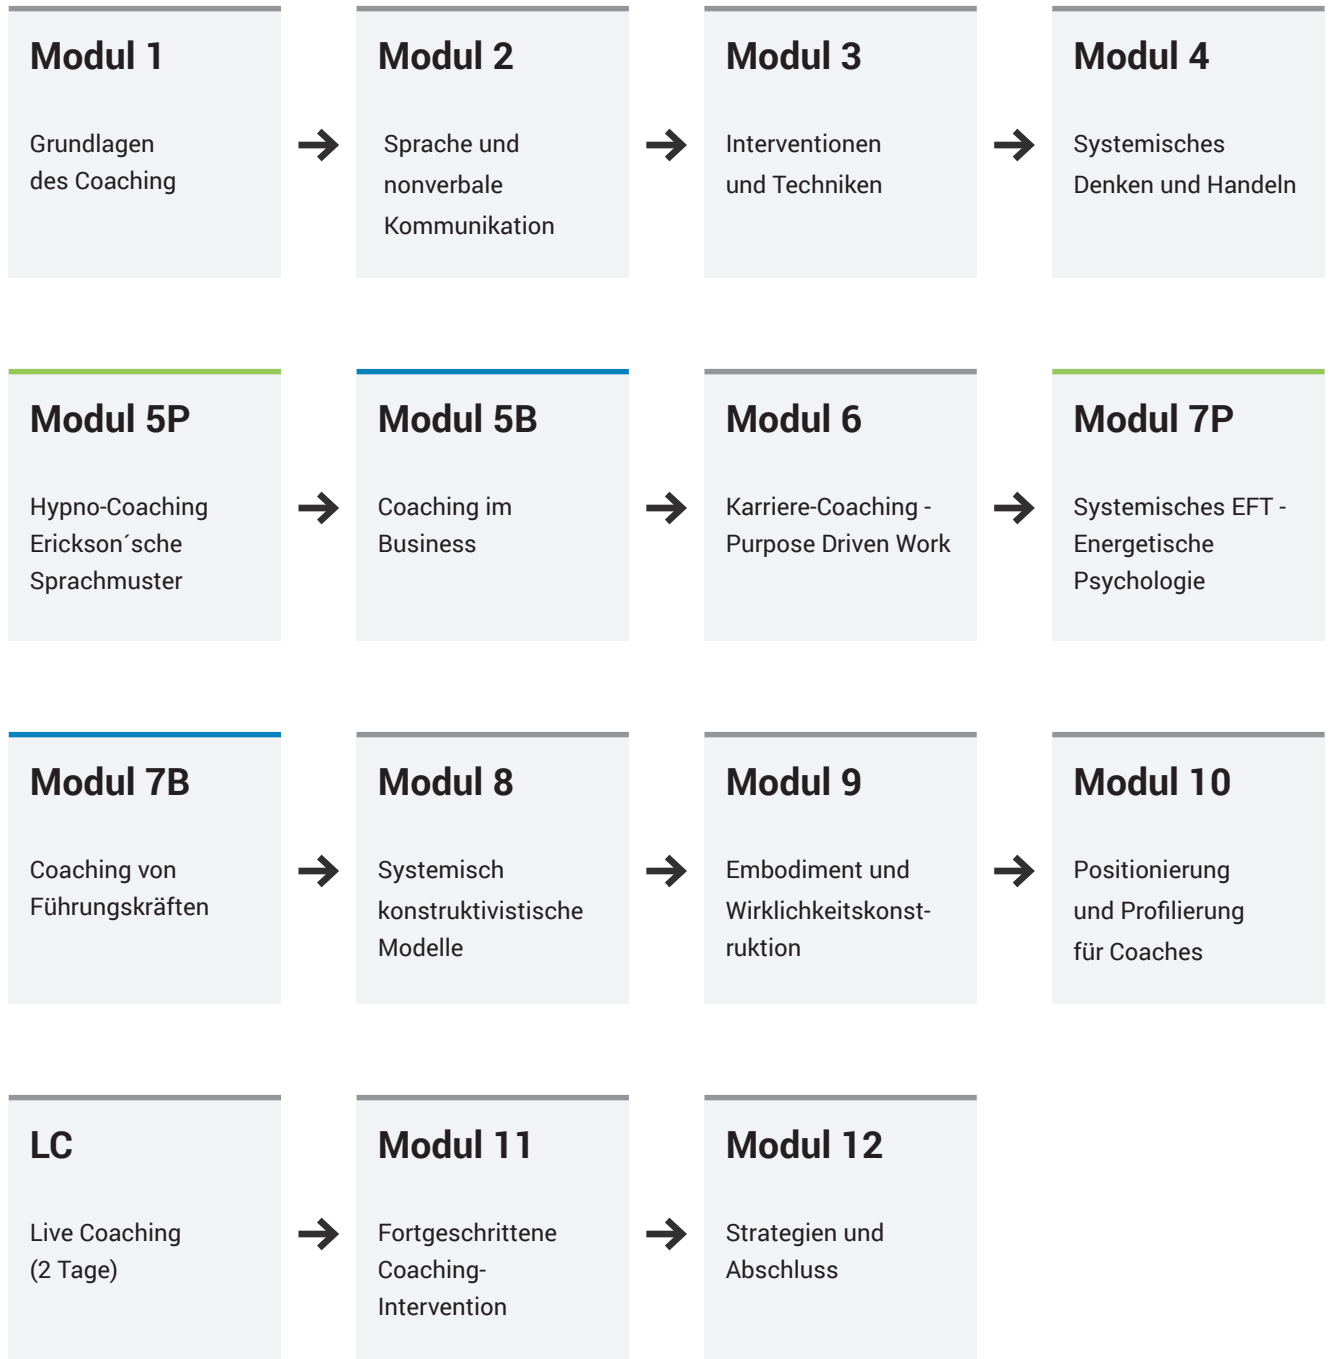 Modul 1
Grundlagen
des Coaching
Modul 2
Sprache und
nonverbale
Kommunikation
Modul 3
Interventionen
und Techniken
Modul 4
Systemisches
Denken und Handeln
Modul 5P
Hypno-Coaching
Erickson´sche
Sprachmuster
Modul 5B
Coaching im
Business
Modul 6
Karriere-Coaching -
Purpose Driven Work
Modul 7P
Systemisches EFT -
Energetische
Psychologie
Modul 7B
Coaching von
Führungskräften
Modul 8
Systemisch
konstruktivistische
Modelle
Modul 9
Embodiment und
Wirklichkeitskonst-
ruktion
Modul 10
Positionierung
und Profilierung
für Coaches
LC
Live Coaching
(2 Tage)
Modul 11
Fortgeschrittene
Coaching-
Intervention
Modul 12
Strategien und
Abschluss